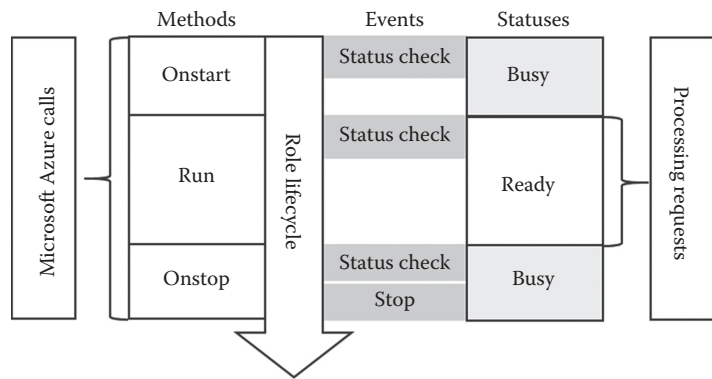 Methods
Events
Statuses
Microsoft Azure calls
Onstart
Run
Onstop
Role lifecycle
Status check
Status check
Status check
Stop
Busy
Ready
Busy
Processing requests